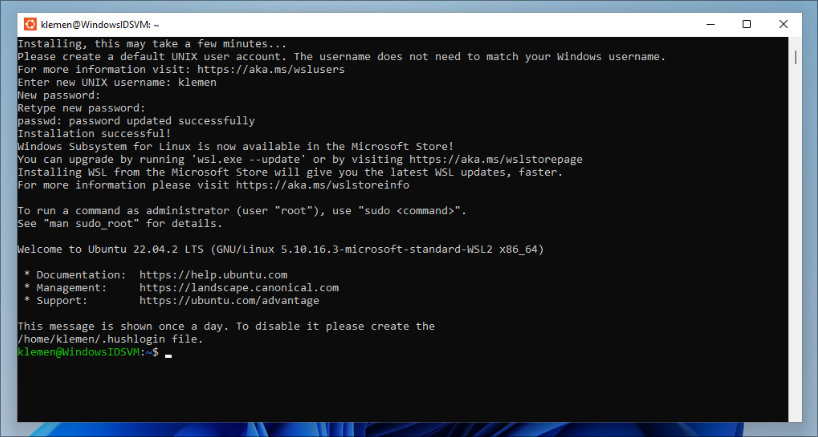 klemen@WindowsIDSVM: ~
Installing, this may take a few minutes...
Please create a default UNIX user account. The username does not need to match your Windows username.
For more information visit: https://aka.ms/wslusers
Enter new UNIX username: klemen
New password:
Retype new password:
passwd: password updated successfully
Installation successful!
Windows Subsystem for Linux is now available in the Microsoft Store!
You can upgrade by running 'wsl.exe --update' or by visiting https://aka.ms/wslstorepage
Installing WSL from the Microsoft Store will give you the latest WSL updates, faster.
For more information please visit https://aka.ms/wslstoreinfo
To run a command as administrator (user "root"), use "sudo <command>".
See "man sudo_root" for details.
Welcome to Ubuntu 22.04.2 LTS (GNU/Linux 5.10.16.3-microsoft-standard-WSL2 x86_64)
* Documentation:  https://help.ubuntu.com
* Management:     https://landscape.canonical.com
* Support:        https://ubuntu.com/advantage
This message is shown once a day. To disable it please create the
/home/klemen/.hushlogin file.
klemen@WindowsIDSVM:~$